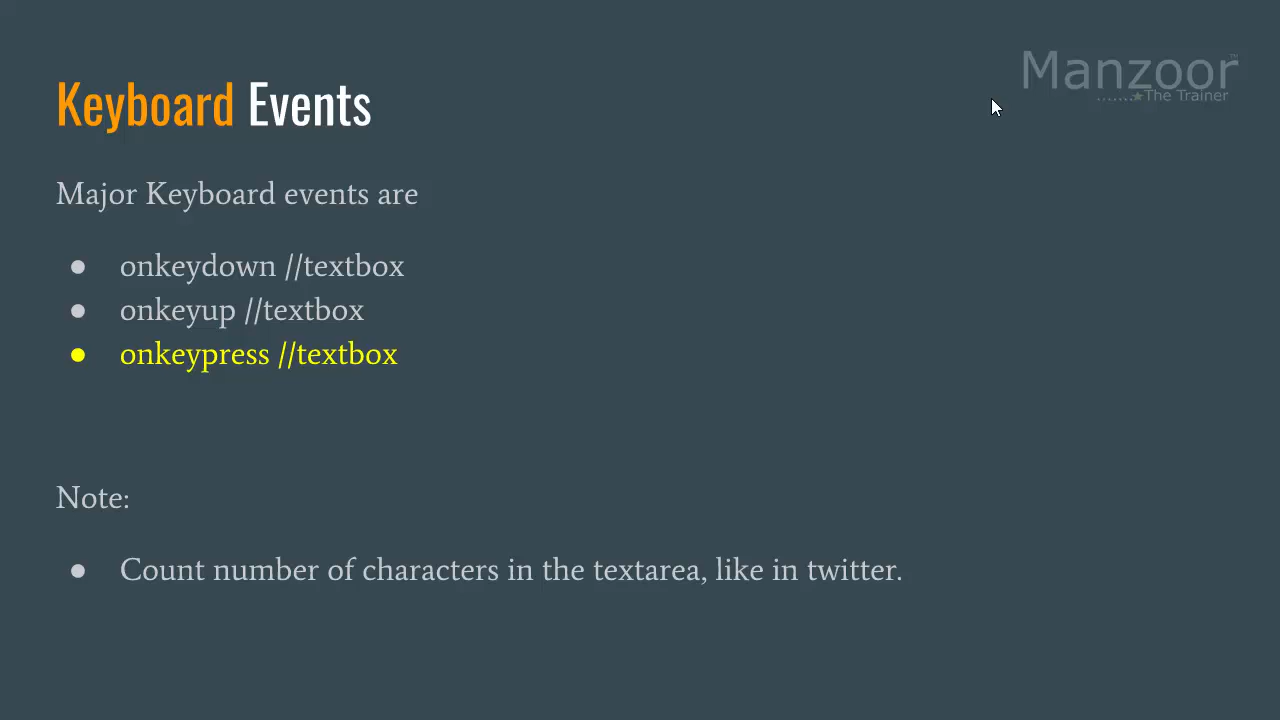 Manzoor™
......★The Trainer
Keyboard Events
Major Keyboard events are
● onkeydown //textbox
● onkeyup //textbox
● onkeypress //textbox
Note:
● Count number of characters in the textarea, like in twitter.